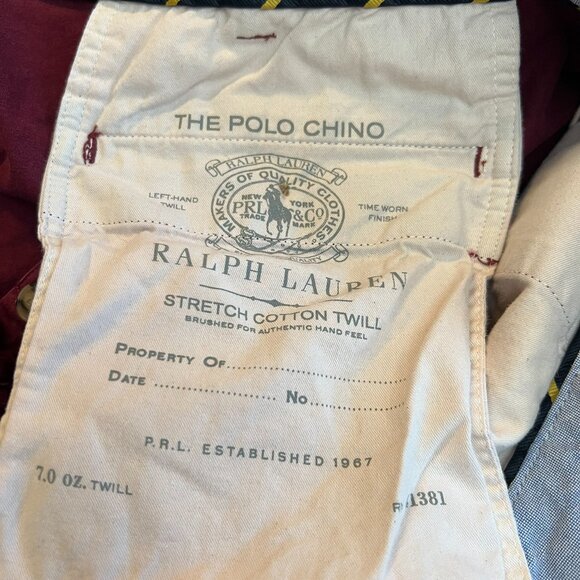 THE POLO CHINO
RALPH LAUREN
MAKERS OF QUALITY CLOTHES
LEFT-HAND
TWILL
NEW YORK
P.R.L. & Co
TRADE MARK
TIME WORN
FINISH
QUALITY
RALPH LAUREN
STRETCH COTTON TWILL
BRUSHED FOR AUTHENTIC HAND FEEL
PROPERTY OF
DATE NO.
P.R.L. ESTABLISHED 1967
7.0 OZ. TWILL
1381